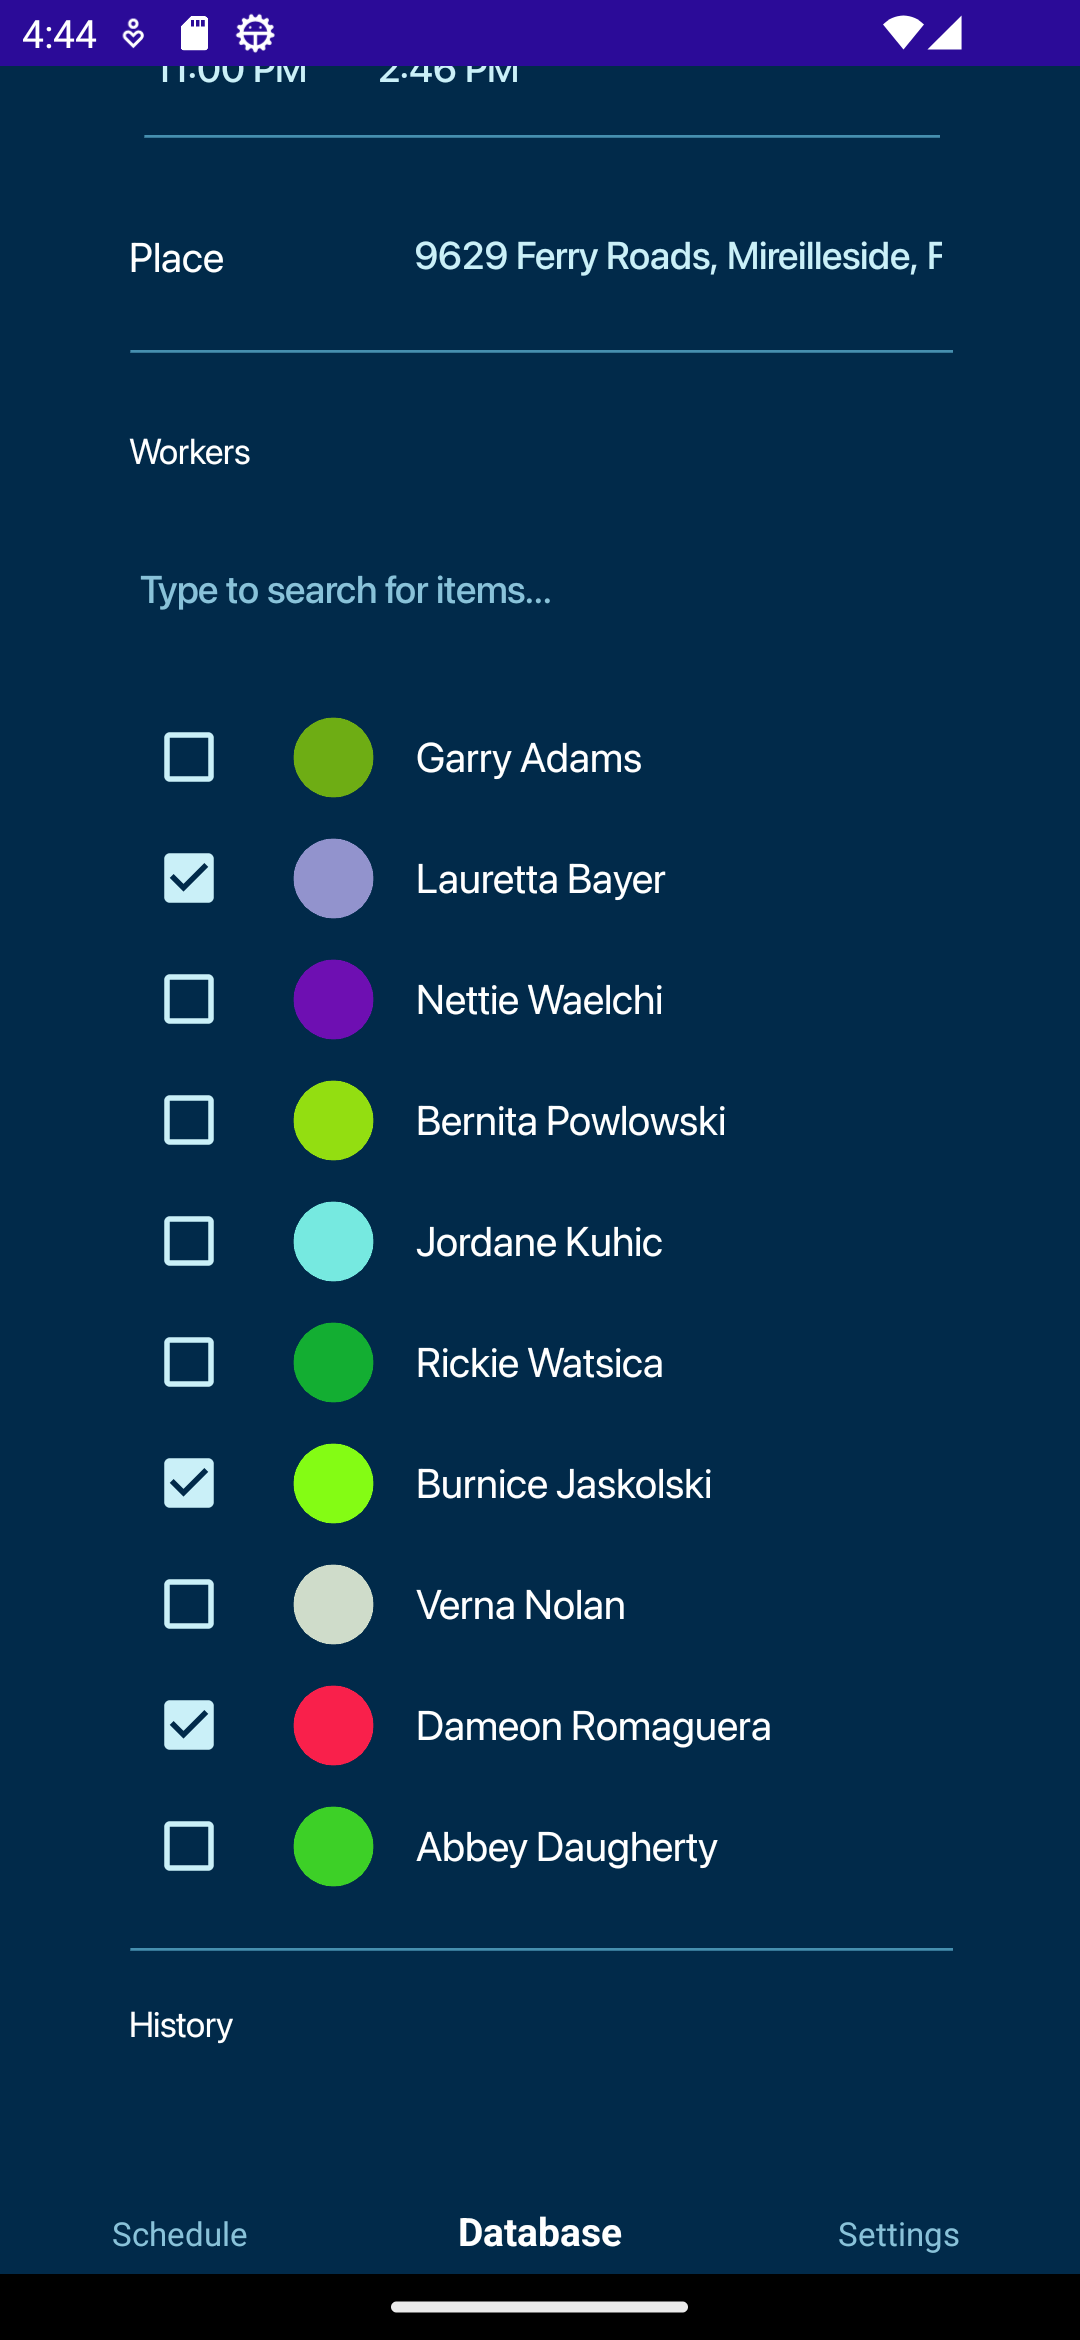 4:44
11:00 PM 2:46 PM
Place 9629 Ferry Roads, Mireilleside, F
Workers
Type to search for items...
Garry Adams
Lauretta Bayer
Nettie Waelchi
Bernita Powlowski
Jordane Kuhic
Rickie Watsica
Burnice Jaskolski
Verna Nolan
Dameon Romaguera
Abbey Daugherty
History
Schedule Database Settings